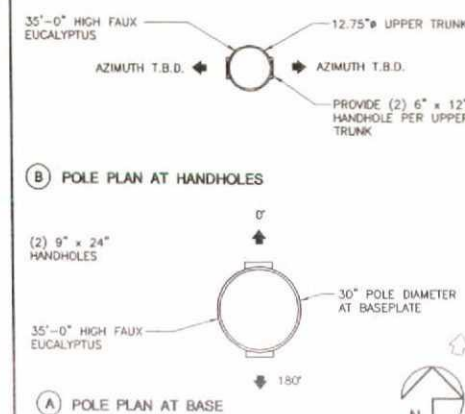 35'-0" HIGH FAUX
EUCALYPTUS
12.75"ø UPPER TRUNK
AZIMUTH T.B.D.
AZIMUTH T.B.D.
PROVIDE (2) 6" x 12"
HANDHOLE PER UPPER
TRUNK
B POLE PLAN AT HANDHOLES
0°
(2) 9" x 24"
HANDHOLES
30" POLE DIAMETER
AT BASEPLATE
35'-0" HIGH FAUX
EUCALYPTUS
180°
A POLE PLAN AT BASE
N